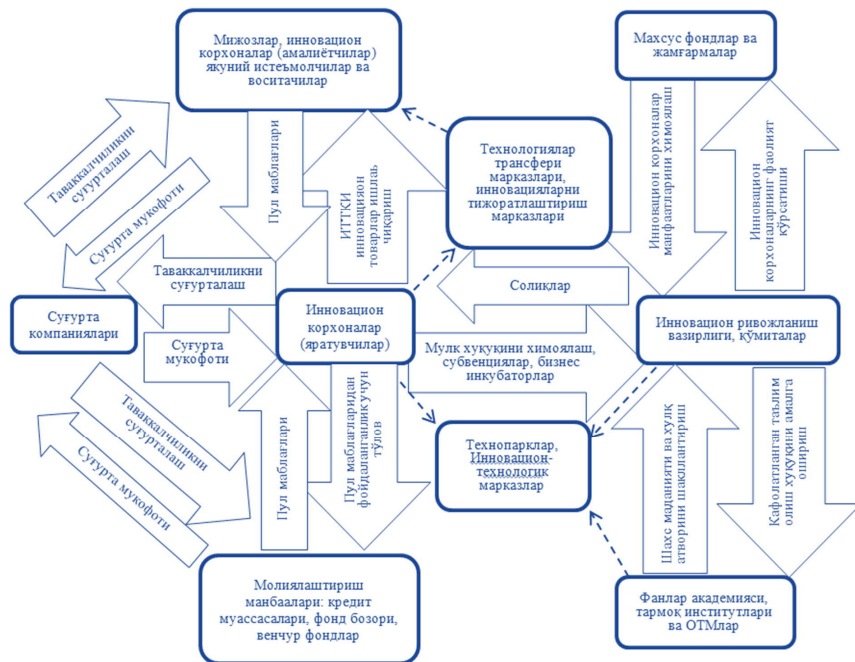 Мижозлар, инновацион
корхоналар (амалиётчилар)
якуний истеъмолчилар ва
воситачилар
Махсус фондлар ва
жамғармалар
Технологиялар
трансфери
марказлари,
инновацияларни
тижоратлаштириш
марказлари
Таваккалчиликни
суғурталаш
Суғурта мукофоти
Пул маблағлари
ИТТКИ
инновацияон
товарлар ишлаб
чиқариш
Инновацион корхоналар
манфаатларини химоялаш
Инновацион
корхоналарнинг фаолият
кўрсатиши
Таваккалчиликни
суғурталаш
Солиқлар
Суғурта
компаниялари
Инновацион
корхоналар
(яратувчилар)
Инновацион ривожланиш
вазирлиги, қўмиталар
Суғурта
мукофоти
Мулк хуқуқини химоялаш,
субвенциялар, бизнес
инкубаторлар
Таваккалчиликни
суғурталаш
Суғурта мукофоти
Пул маблағлари
Пул маблағларидан
фойдаланганлик учун
тўлов
Технопарклар,
Инновацион-
технологик
марказлар
Шахс маданияти ва хулқ
атворини шакллантириш
Кафолатланган таълим
олиш хуқуқини амалга
ошириш
Молиялаштириш
манбаалари: кредит
муассасалари, фонд бозори,
венчур фондлар
Фанлар академияси,
тармоқ институтлари
ва ОТМлар